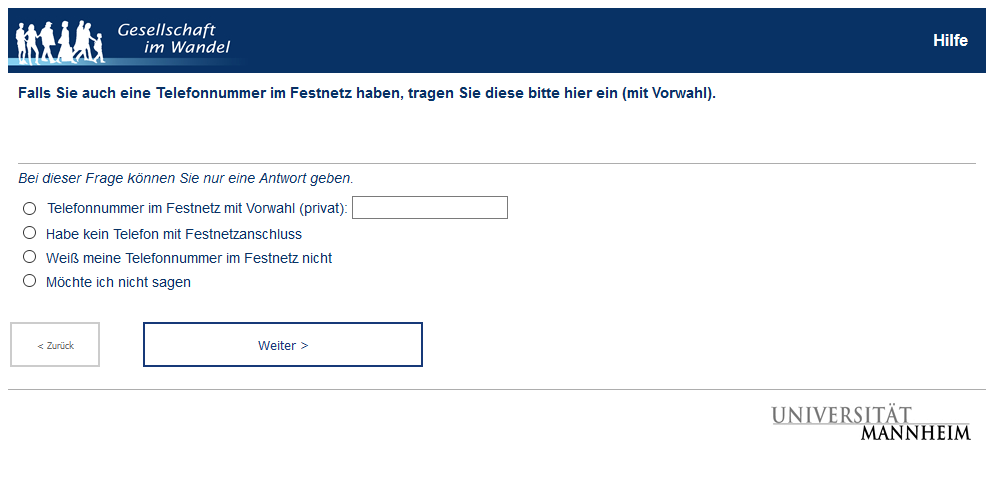 Gesellschaft
im Wandel
Hilfe
Falls Sie auch eine Telefonnummer im Festnetz haben, tragen Sie diese bitte hier ein (mit Vorwahl).
Bei dieser Frage können Sie nur eine Antwort geben.
Telefonnummer im Festnetz mit Vorwahl (privat):
Habe kein Telefon mit Festnetzanschluss
Weiß meine Telefonnummer im Festnetz nicht
Möchte ich nicht sagen
< Zurück
Weiter >
UNIVERSITÄT
MANNHEIM